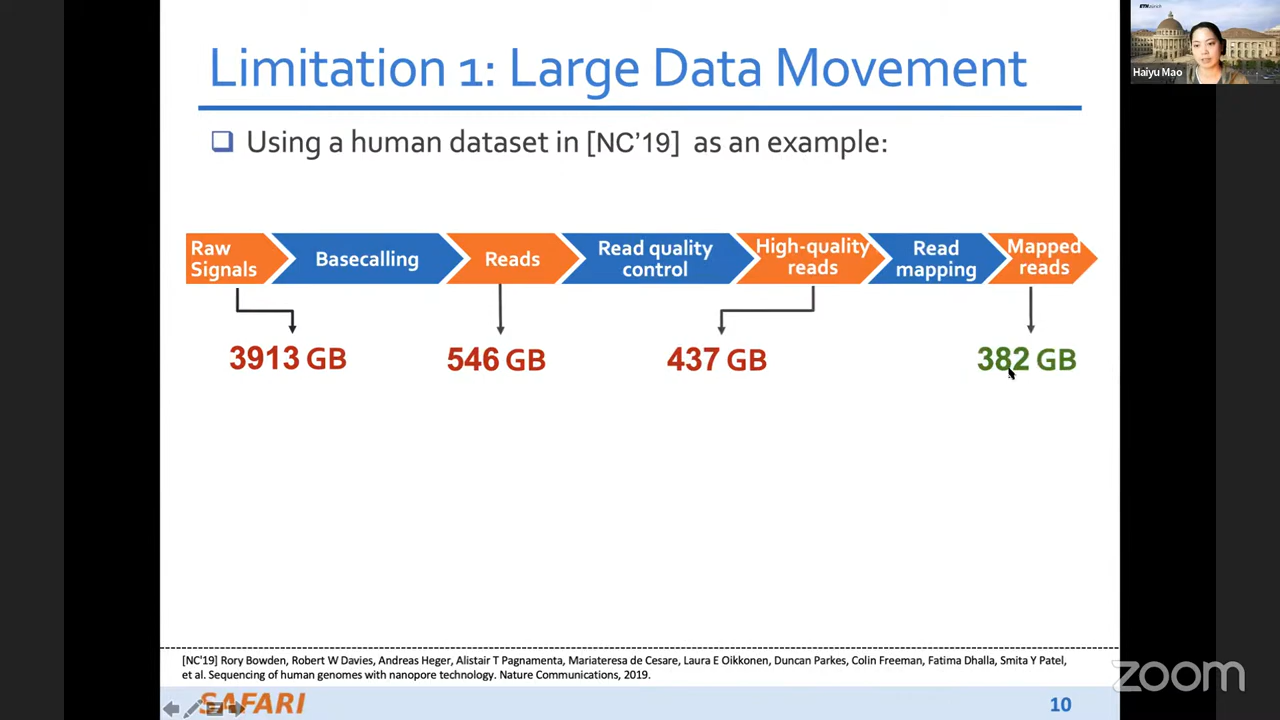 Limitation 1: Large Data Movement
Using a human dataset in [NC'19] as an example:
Raw
Signals
Basecalling
Reads
Read quality
control
High-quality
reads
Read
mapping
Mapped
reads
3913 GB
546 GB
437 GB
382 GB
[NC'19] Rory Bowden, Robert W Davies, Andreas Heger, Alistair T Pagnamenta, Mariateresa de Cesare, Laura E Oikkonen, Duncan Parkes, Colin Freeman, Fatima Dhalla, Smita Y Patel,
et al. Sequencing of human genomes with nanopore technology. Nature Communications, 2019.
SAFARI
10
ETH zürich
Haiyu Mao
zoom